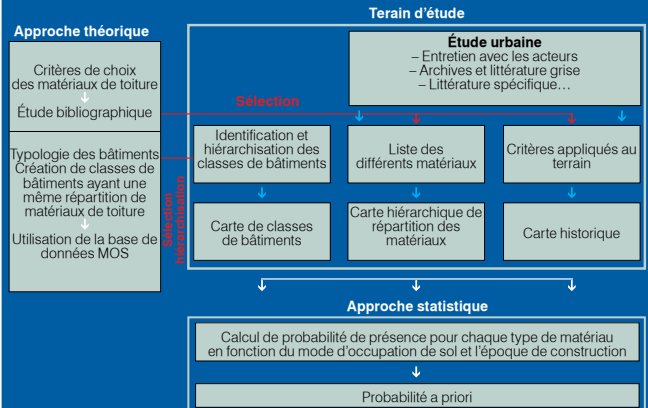 Approche théorique
Critères de choix
des matériaux de toiture
Étude bibliographique
Typologie des bâtiments
Création de classes de
bâtiments ayant une
même répartition de
matériaux de toiture
Utilisation de la base de
données MOS
Sélection
Sélection
hiérarchisation
Terain d'étude
Étude urbaine
– Entretien avec les acteurs
– Archives et littérature grise
– Littérature spécifique…
Identification et
hiérarchisation des
classes de bâtiments
Liste des
différents matériaux
Critères appliqués au
terrain
Carte de classes
de bâtiments
Carte hiérarchique de
répartition des
matériaux
Carte historique
Approche statistique
Calcul de probabilité de présence pour chaque type de matériau
en fonction du mode d'occupation de sol et l'époque de construction
Probabilité a priori